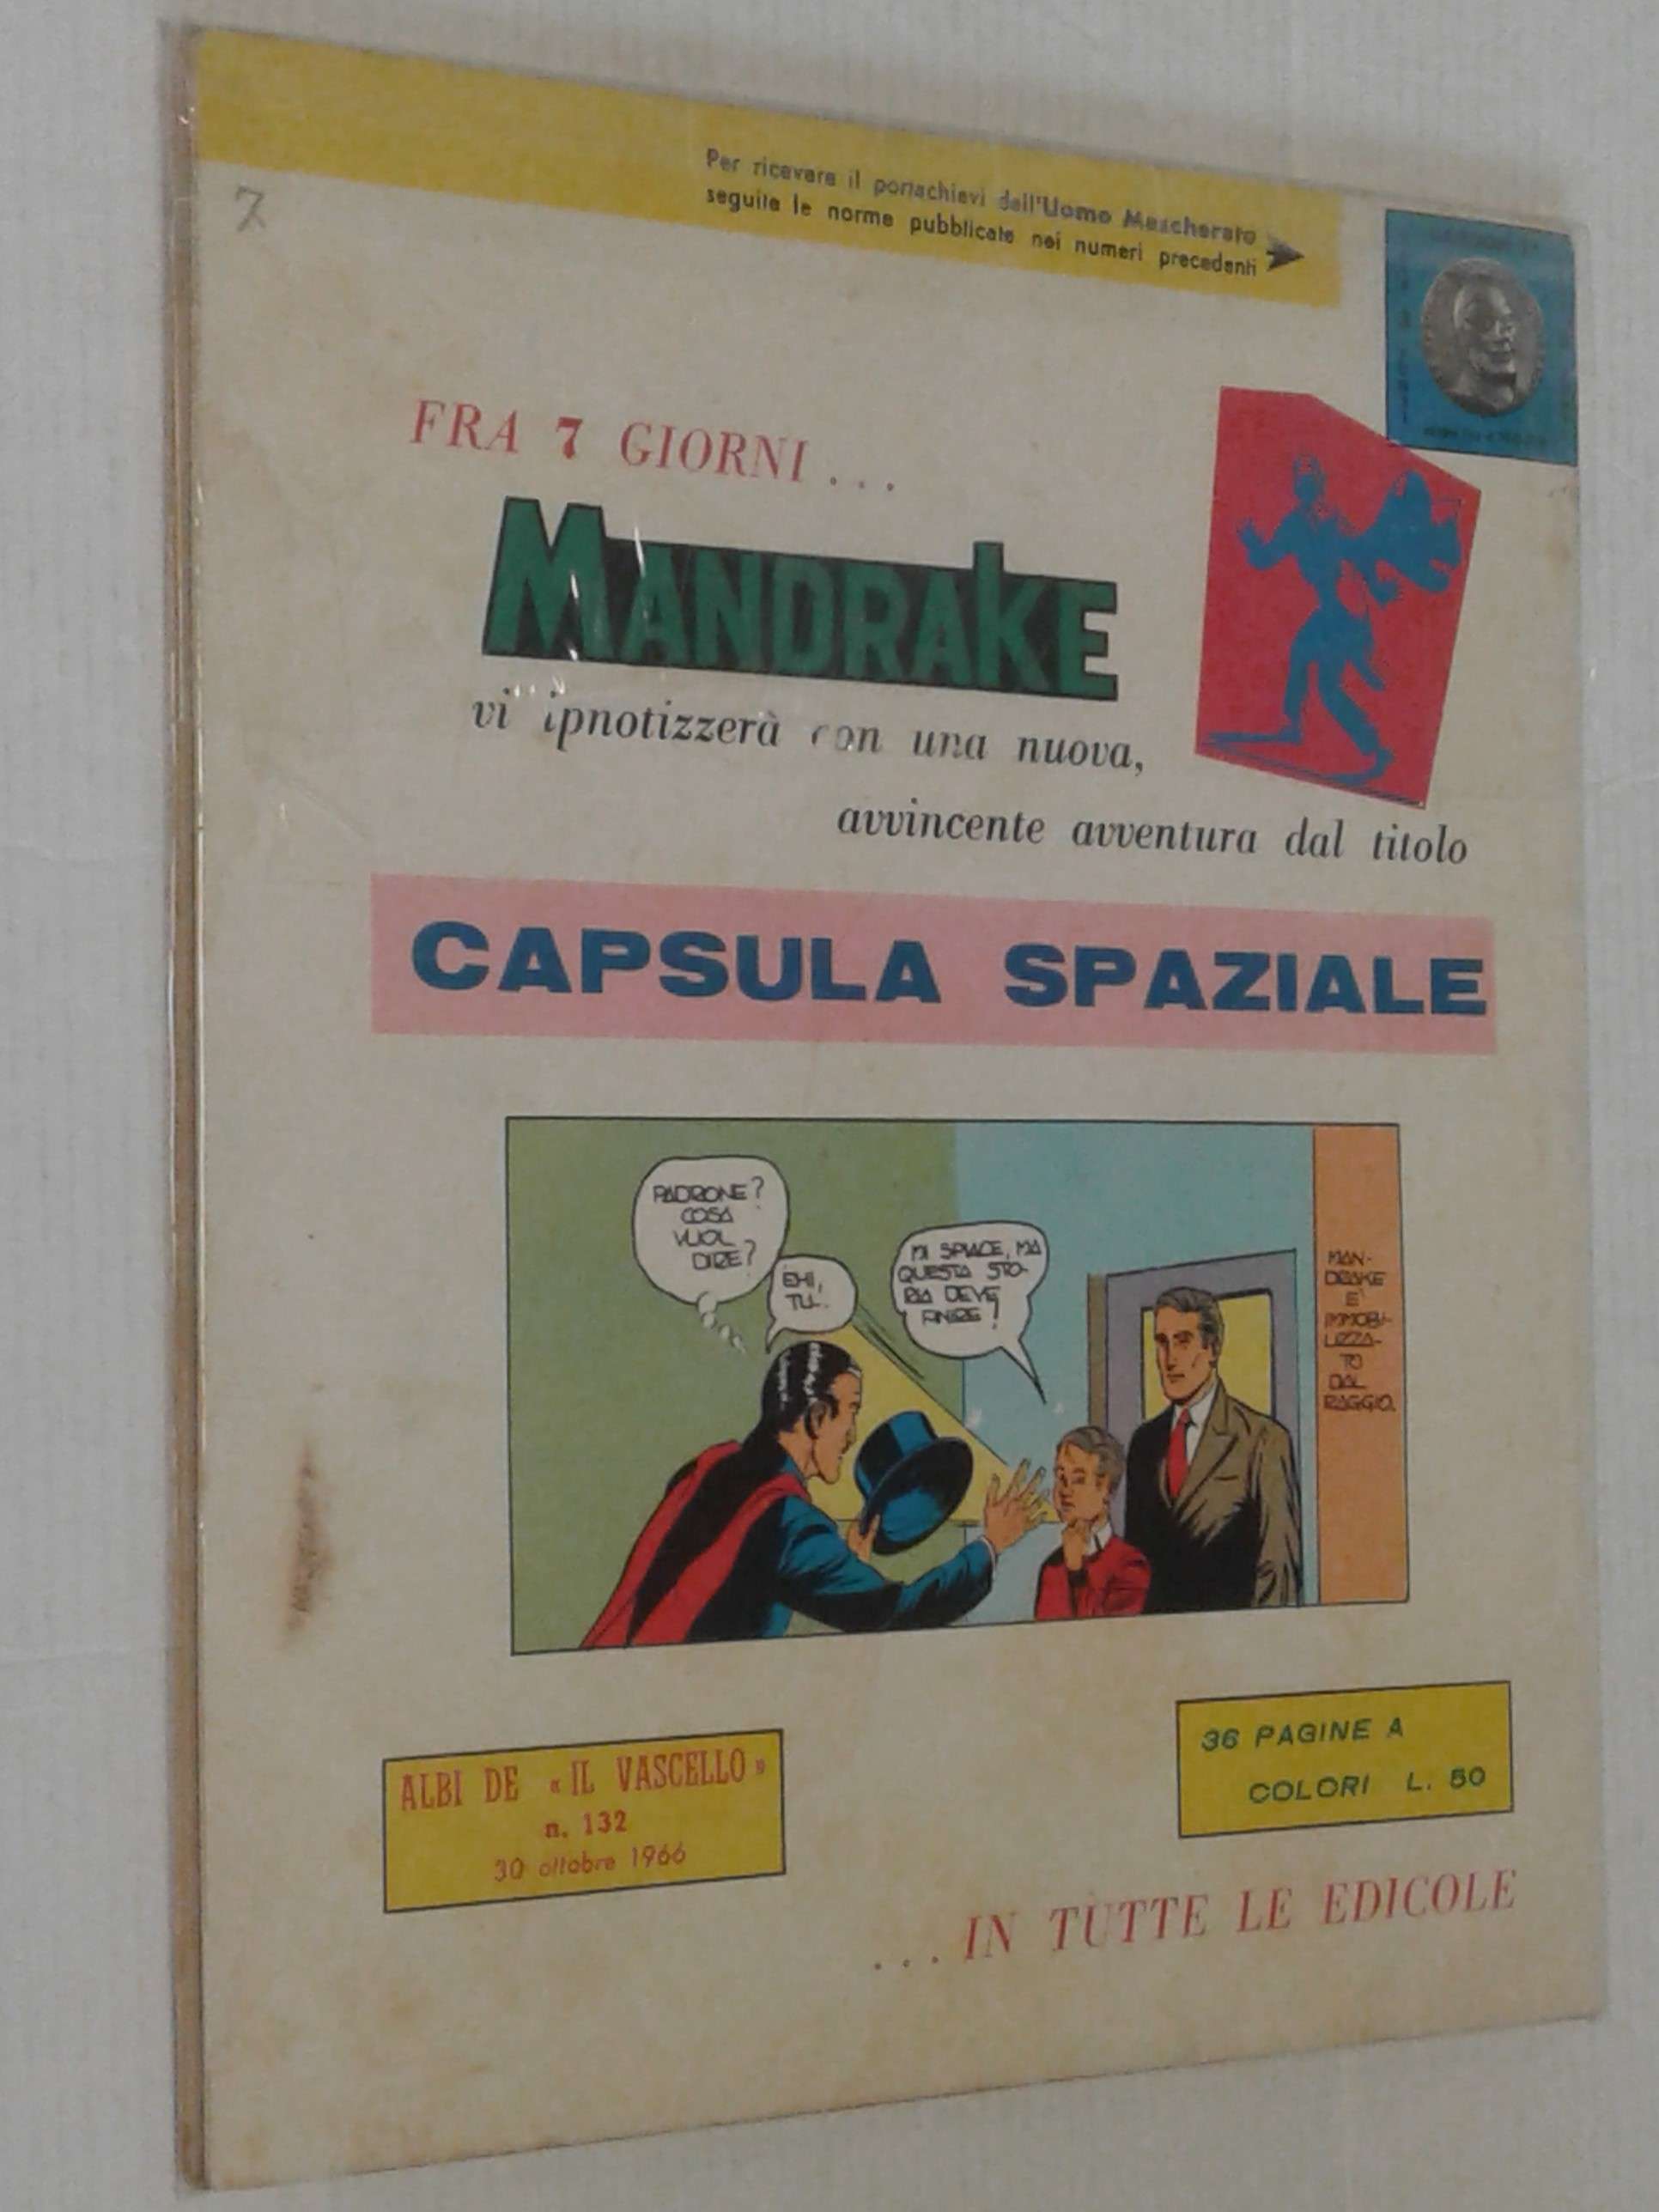 Per ricevere il portachiavi dell'Uomo Mascherato
seguite le norme pubblicate nei numeri precedenti
7
FRA 7 GIORNI...
MANDRAKE
vi ipnotizzerà con una nuova,
avvincente avventura dal titolo
CAPSULA SPAZIALE
PADRONE?
COSA
VUOL
DIRE?
EHI,
TU..
MI SPIACE, MA
QUESTA STO-
RIA DEVE
FINIRE!
MAN-
DRAKE
E'
IMMOBI-
LIZZA-
TO
DAL
RAGGIO.
36 PAGINE A
COLORI L. 50
ALBI DE «IL VASCELLO»
n. 132
30 ottobre 1966
...IN TUTTE LE EDICOLE